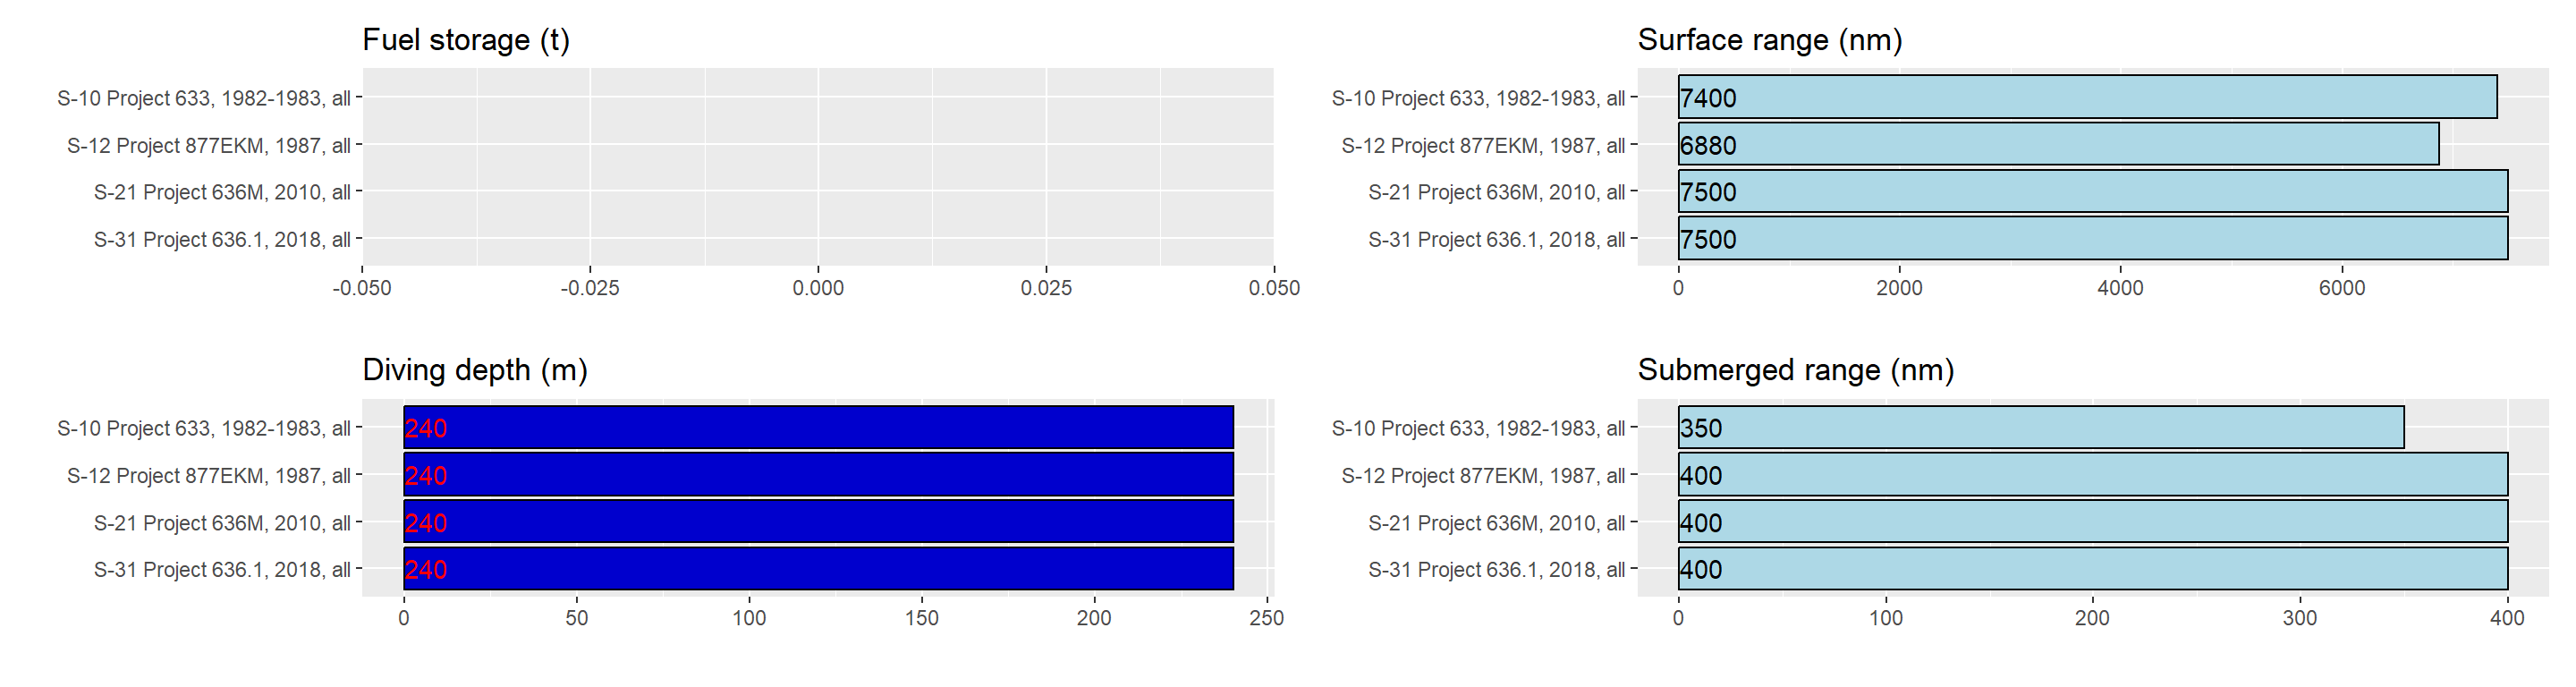 Fuel storage (t)
S-10 Project 633, 1982-1983, all
S-12 Project 877EKM, 1987, all
S-21 Project 636M, 2010, all
S-31 Project 636.1, 2018, all
-0.050 -0.025 0.000 0.025 0.050
Surface range (nm)
S-10 Project 633, 1982-1983, all 7400
S-12 Project 877EKM, 1987, all 6880
S-21 Project 636M, 2010, all 7500
S-31 Project 636.1, 2018, all 7500
0 2000 4000 6000
Diving depth (m)
S-10 Project 633, 1982-1983, all 240
S-12 Project 877EKM, 1987, all 240
S-21 Project 636M, 2010, all 240
S-31 Project 636.1, 2018, all 240
0 50 100 150 200 250
Submerged range (nm)
S-10 Project 633, 1982-1983, all 350
S-12 Project 877EKM, 1987, all 400
S-21 Project 636M, 2010, all 400
S-31 Project 636.1, 2018, all 400
0 100 200 300 400